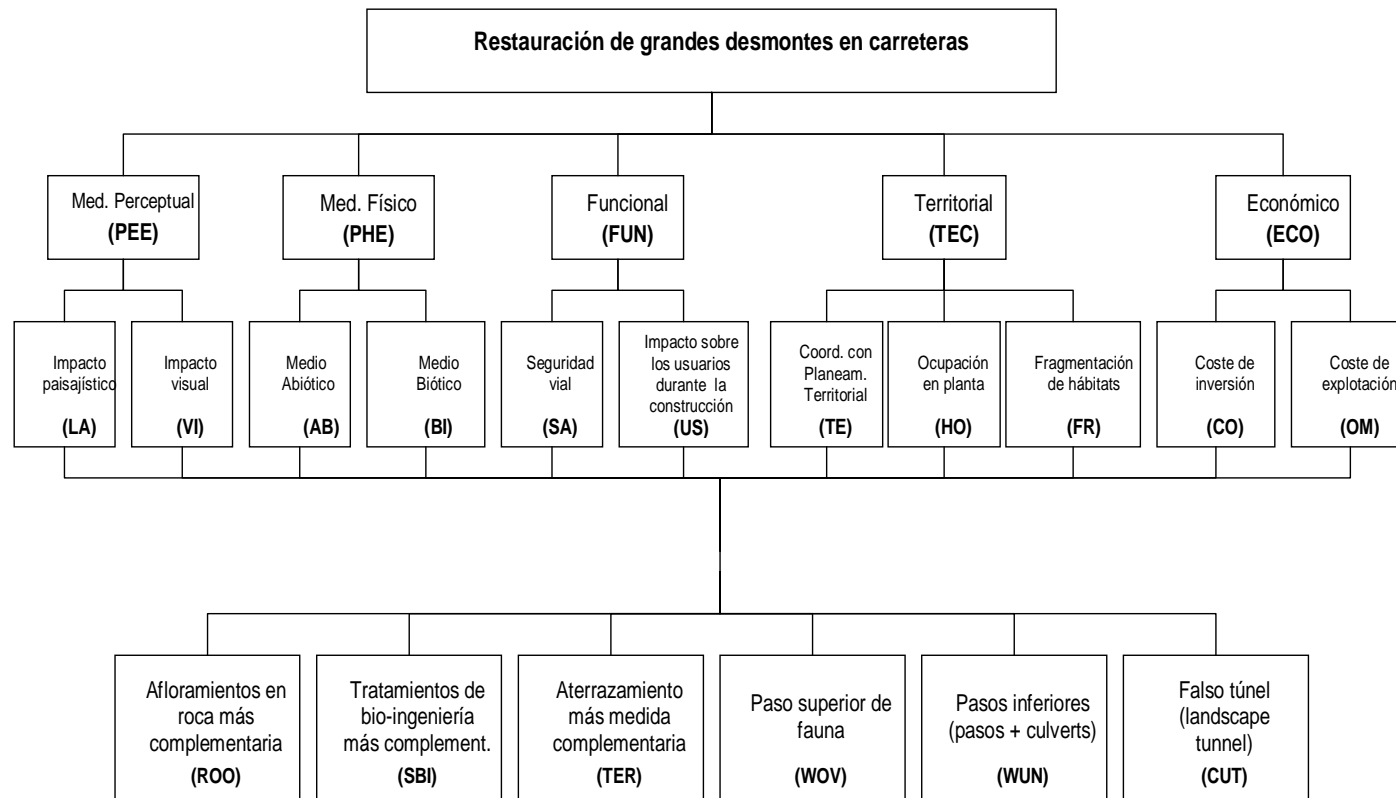 Restauración de grandes desmontes en carreteras
Med. Perceptual
(PEE)
Med. Físico
(PHE)
Funcional
(FUN)
Territorial
(TEC)
Económico
(ECO)
Impacto
paisajístico
(LA)
Impacto
visual
(VI)
Medio
Abiótico
(AB)
Medio
Biótico
(BI)
Seguridad
vial
(SA)
Impacto sobre
los usuarios
durante la
construcción
(US)
Coord. con
Planeam.
Territorial
(TE)
Ocupación
en planta
(HO)
Fragmentación
de hábitats
(FR)
Coste de
inversión
(CO)
Coste de
explotación
(OM)
Afloramientos en
roca más
complementaria
(ROO)
Tratamientos de
bio-ingeniería
más complement.
(SBI)
Aterrazamiento
más medida
complementaria
(TER)
Paso superior de
fauna
(WOV)
Pasos inferiores
(pasos + culverts)
(WUN)
Falso túnel
(landscape
tunnel)
(CUT)